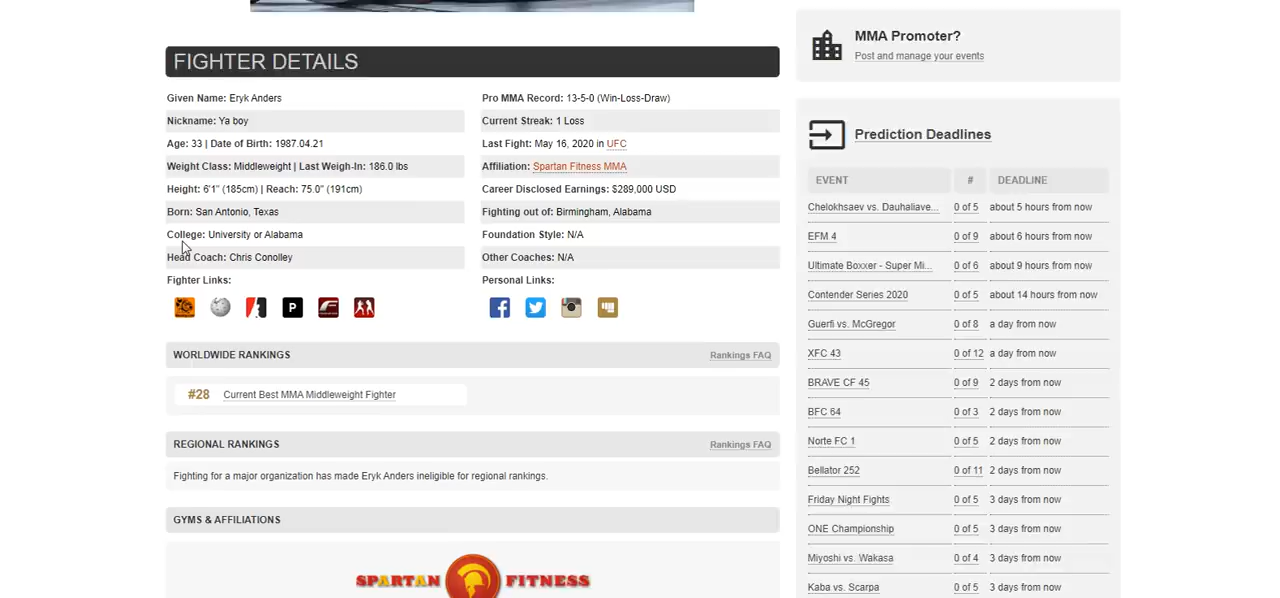 FIGHTER DETAILS
Given Name: Eryk Anders
Pro MMA Record: 13-5-0 (Win-Loss-Draw)
Nickname: Ya boy
Current Streak: 1 Loss
Age: 33 | Date of Birth: 1987.04.21
Last Fight: May 16, 2020 in UFC
Weight Class: Middleweight | Last Weigh-In: 186.0 lbs
Affiliation: Spartan Fitness MMA
Height: 6'1" (185cm) | Reach: 75.0" (191cm)
Career Disclosed Earnings: $289,000 USD
Born: San Antonio, Texas
Fighting out of: Birmingham, Alabama
College: University or Alabama
Foundation Style: N/A
Head Coach: Chris Conolley
Other Coaches: N/A
Fighter Links:
Personal Links:
P
WORLDWIDE RANKINGS
Rankings FAQ
#28 Current Best MMA Middleweight Fighter
REGIONAL RANKINGS
Rankings FAQ
Fighting for a major organization has made Eryk Anders ineligible for regional rankings.
GYMS & AFFILIATIONS
SPARTAN FITNESS
MMA Promoter?
Post and manage your events
Prediction Deadlines
EVENT # DEADLINE
Chelokhsaev vs. Dauhaliave... 0 of 5 about 5 hours from now
EFM 4 0 of 9 about 6 hours from now
Ultimate Boxxer - Super Mi... 0 of 6 about 9 hours from now
Contender Series 2020 0 of 5 about 14 hours from now
Guerfi vs. McGregor 0 of 8 a day from now
XFC 43 0 of 12 a day from now
BRAVE CF 45 0 of 9 2 days from now
BFC 64 0 of 3 2 days from now
Norte FC 1 0 of 5 2 days from now
Bellator 252 0 of 11 2 days from now
Friday Night Fights 0 of 5 3 days from now
ONE Championship 0 of 5 3 days from now
Miyoshi vs. Wakasa 0 of 4 3 days from now
Kaba vs. Scarpa 0 of 5 3 days from now